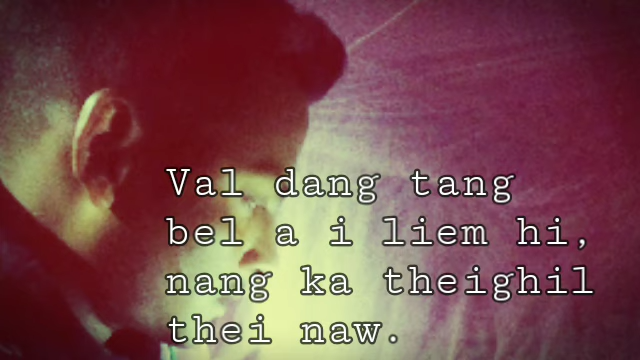 Val dang tang
bel a i liem hi,
nang ka theighil
thei naw.